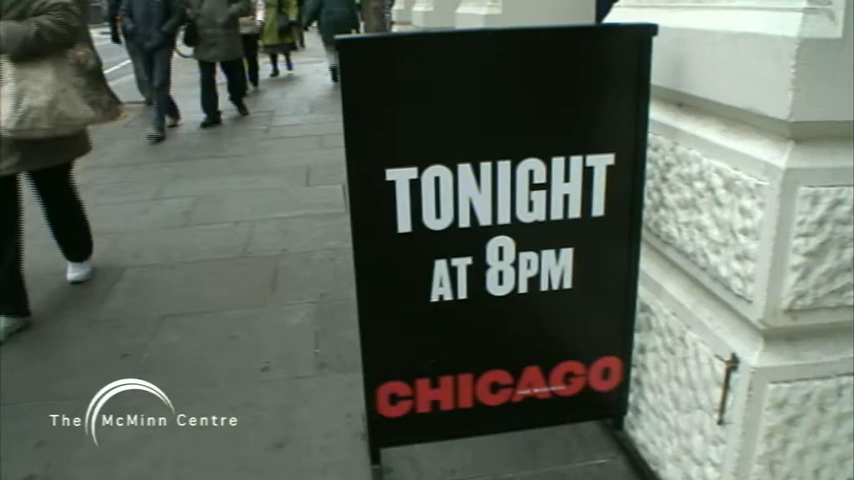 TONIGHT
AT 8PM
CHICAGO
The McMinn Centre